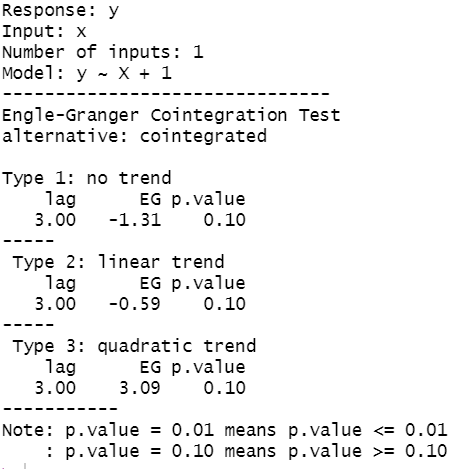 Response: y
Input: x
Number of inputs: 1
Model: y ~ X + 1
-------------------------------
Engle-Granger Cointegration Test
alternative: cointegrated

Type 1: no trend
    lag      EG p.value
   3.00   -1.31    0.10
-----
 Type 2: linear trend
    lag      EG p.value
   3.00   -0.59    0.10
-----
 Type 3: quadratic trend
    lag      EG p.value
   3.00    3.09    0.10
-----------
Note: p.value = 0.01 means p.value <= 0.01
    : p.value = 0.10 means p.value >= 0.10